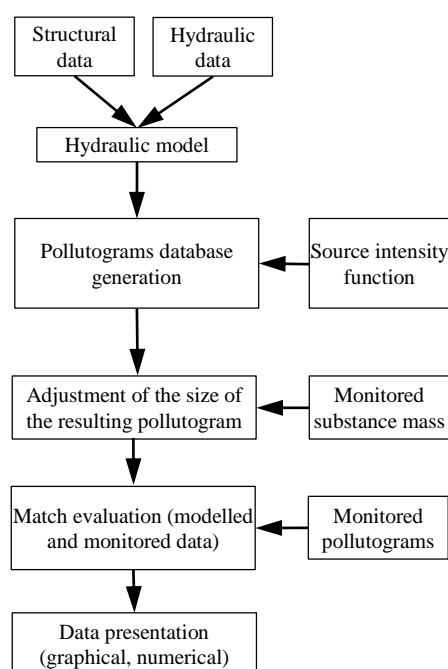 Structural
data
Hydraulic
data
Hydraulic model
Pollutograms database
generation
Source intensity
function
Adjustment of the size of
the resulting pollutogram
Monitored
substance mass
Match evaluation (modelled
and monitored data)
Monitored
pollutograms
Data presentation
(graphical, numerical)